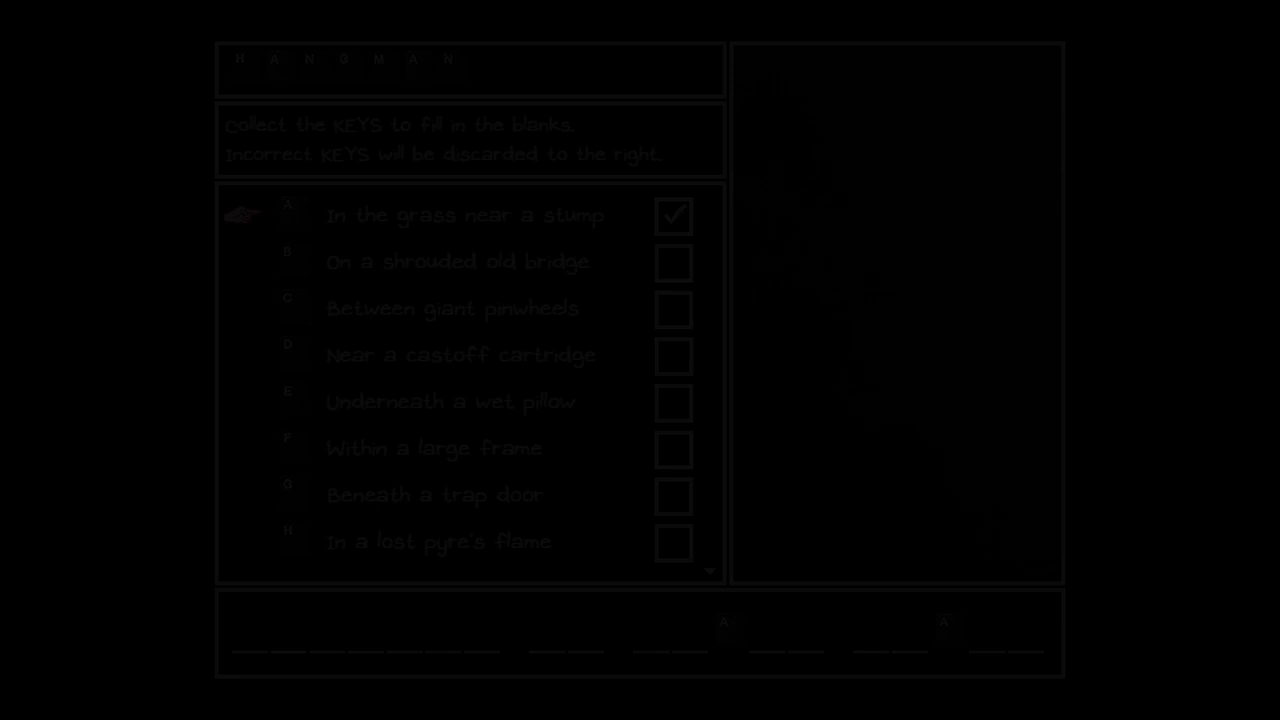 H A N G M A N
Collect the KEYS to fill in the blanks.
Incorrect KEYS will be discarded to the right.
A In the grass near a stump
B On a shrouded old bridge
C Between giant pinwheels
D Near a castoff cartridge
E Underneath a wet pillow
F Within a large frame
G Beneath a trap door
H In a lost pyre's flame
A A